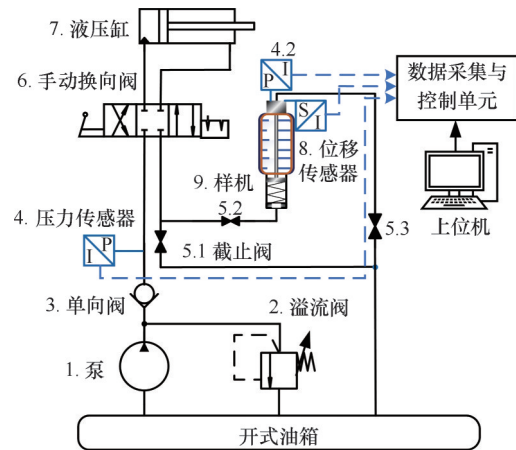 7. 液压缸
6. 手动换向阀
4.2
P
I
S
I
数据采集与
控制单元
8. 位移
传感器
9. 样机
5.2
上位机
4. 压力传感器
P
I
5.1 截止阀
5.3
3. 单向阀
2. 溢流阀
1. 泵
开式油箱